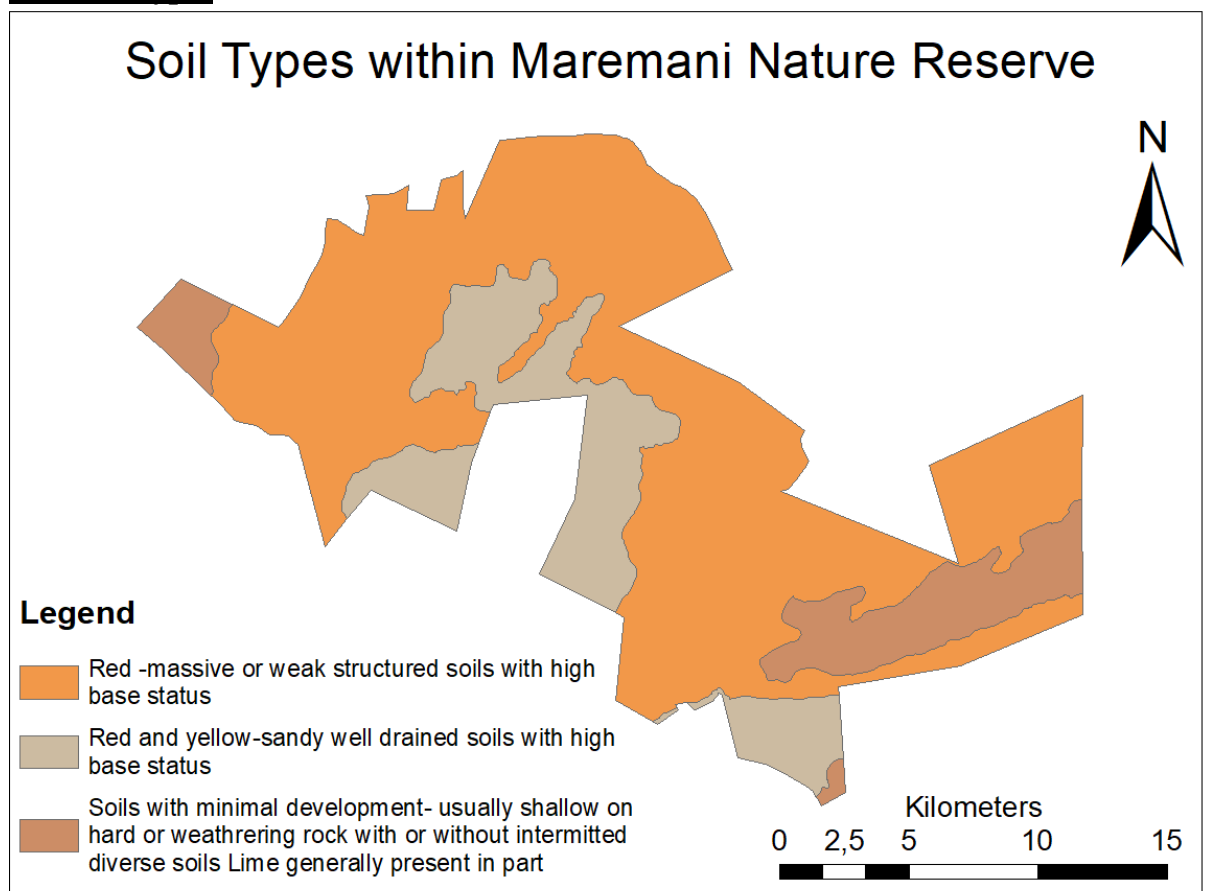 Soil Types within Maremani Nature Reserve
N
Legend
Red -massive or weak structured soils with high
base status
Red and yellow-sandy well drained soils with high
base status
Soils with minimal development- usually shallow on
hard or weathrering rock with or without intermitted
diverse soils Lime generally present in part
Kilometers
0 2,5 5 10 15